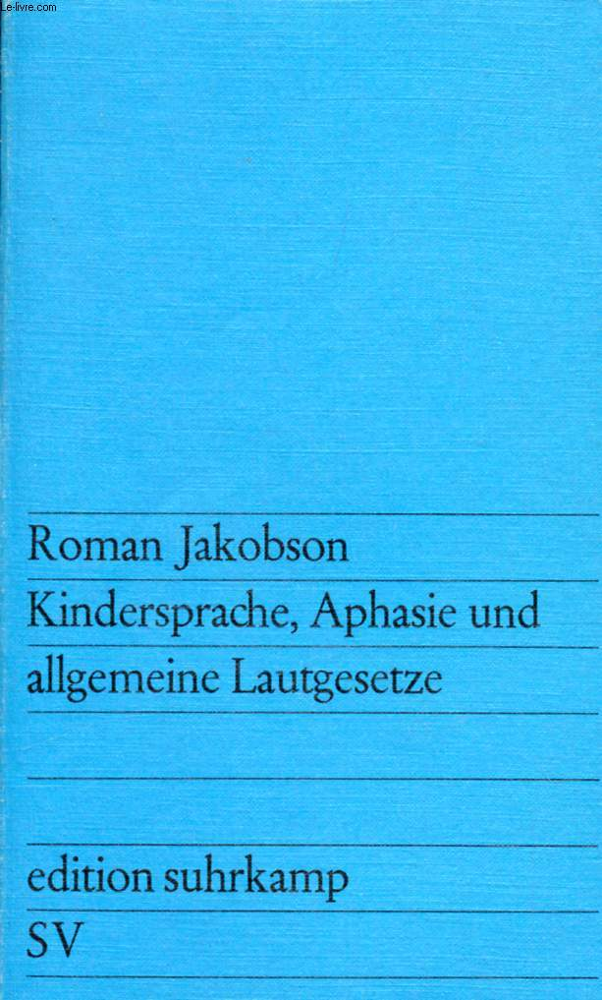 Le-livre.com
Roman Jakobson
Kindersprache, Aphasie und
allgemeine Lautgesetze
edition suhrkamp
SV